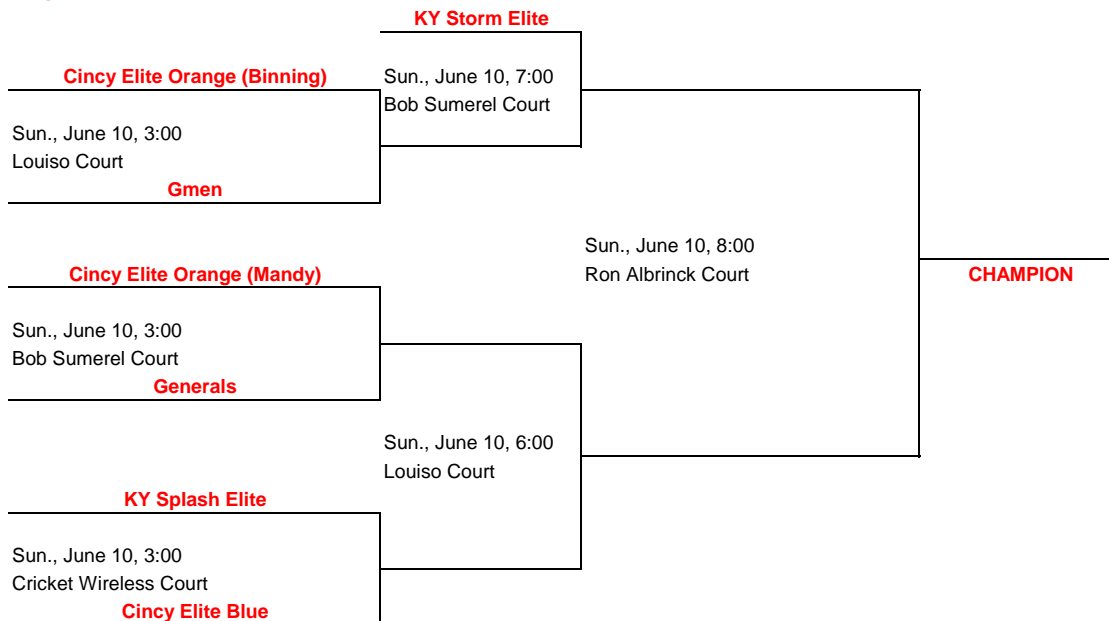 KY Storm Elite
Cincy Elite Orange (Binning)
Sun., June 10, 7:00
Bob Sumerel Court
Sun., June 10, 3:00
Louiso Court
Gmen
Sun., June 10, 8:00
Ron Albrinck Court
CHAMPION
Cincy Elite Orange (Mandy)
Sun., June 10, 3:00
Bob Sumerel Court
Generals
Sun., June 10, 6:00
Louiso Court
KY Splash Elite
Sun., June 10, 3:00
Cricket Wireless Court
Cincy Elite Blue